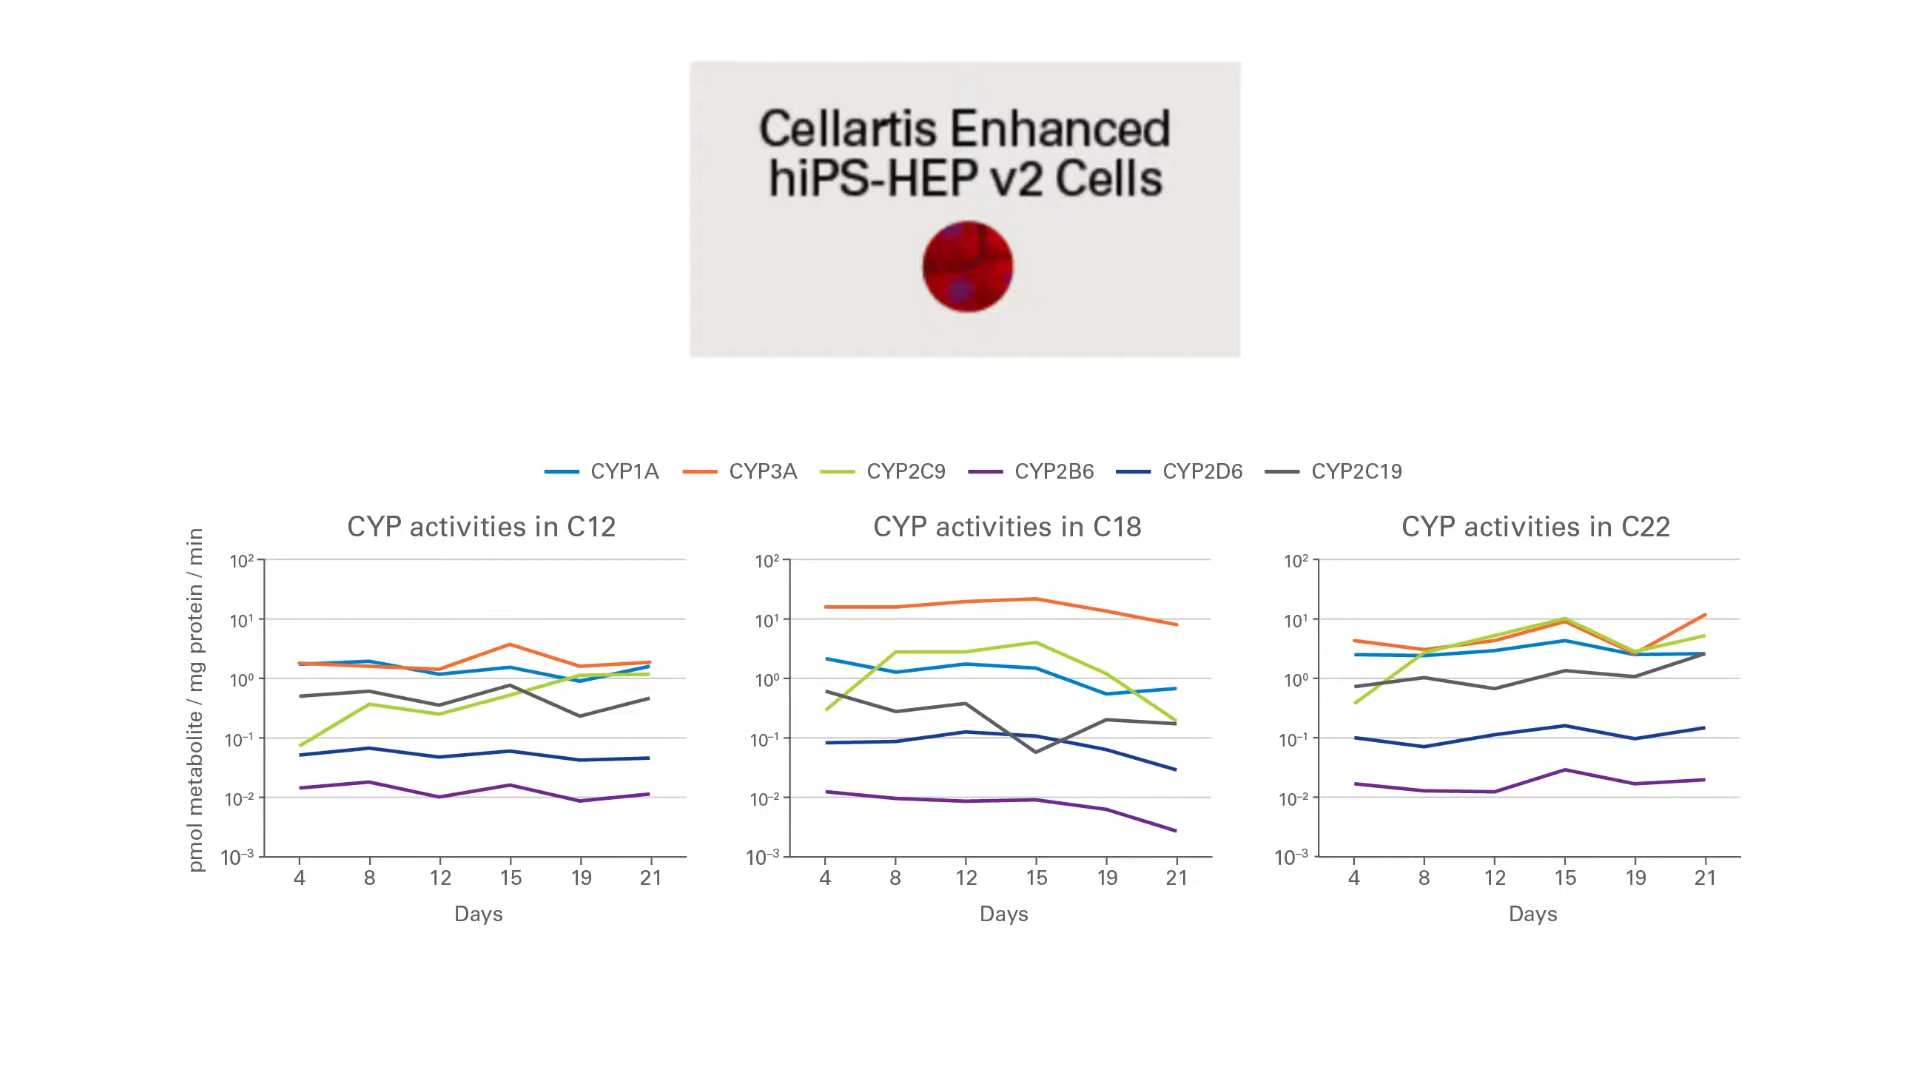 Cellartis Enhanced
hiPS-HEP v2 Cells
CYP1A CYP3A CYP2C9 CYP2B6 CYP2D6 CYP2C19
CYP activities in C12
pmol metabolite / mg protein / min
10²
10¹
10⁰
10⁻¹
10⁻²
10⁻³
4 8 12 15 19 21
Days
CYP activities in C18
10²
10¹
10⁰
10⁻¹
10⁻²
10⁻³
4 8 12 15 19 21
Days
CYP activities in C22
10²
10¹
10⁰
10⁻¹
10⁻²
10⁻³
4 8 12 15 19 21
Days